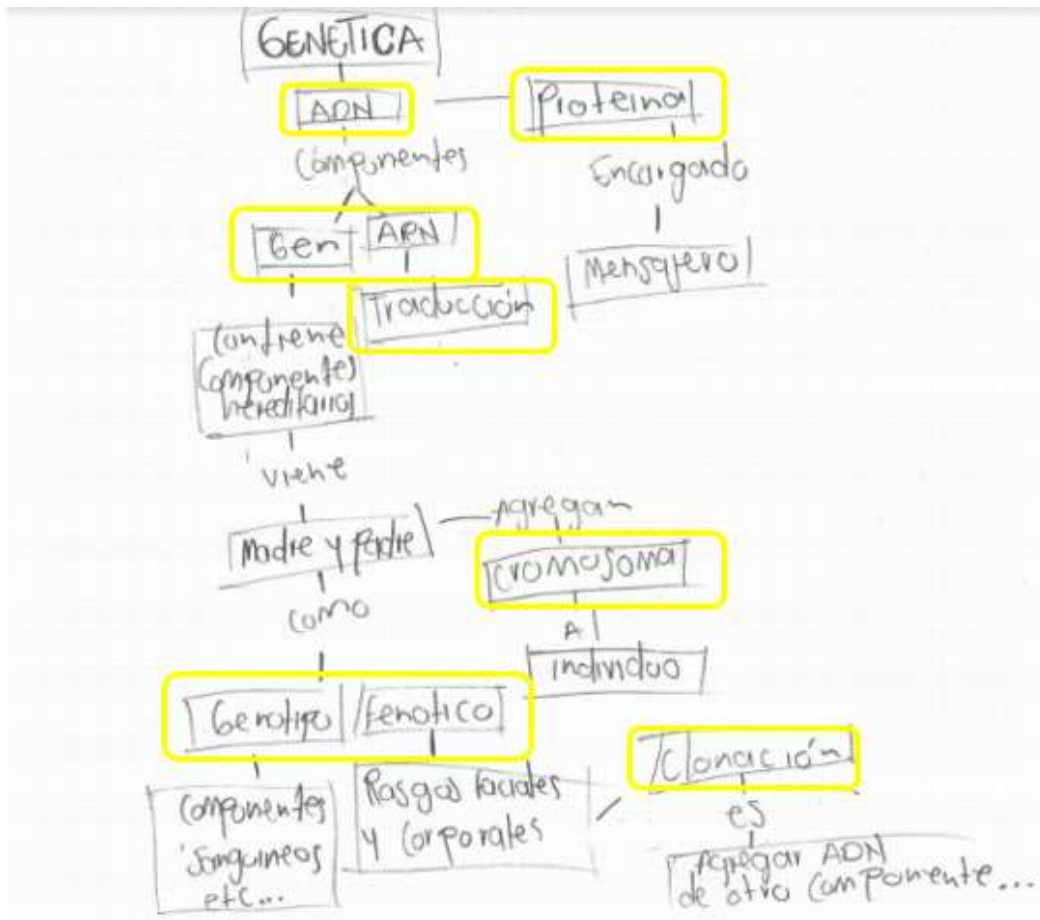 GENETICA
ADN
Proteina
Componentes
Encargado
Gen
ARN
Mensajero
Traducción
Contiene
Componentes
hereditarios
viene
Madre y Padre
Agregan
cromosoma
como
A
individuo
Genotipo
Fenotico
Clonación
Componentes
Sanguineos
etc...
Rasgos faciales
y corporales
es
Agregar ADN
de otro componente...